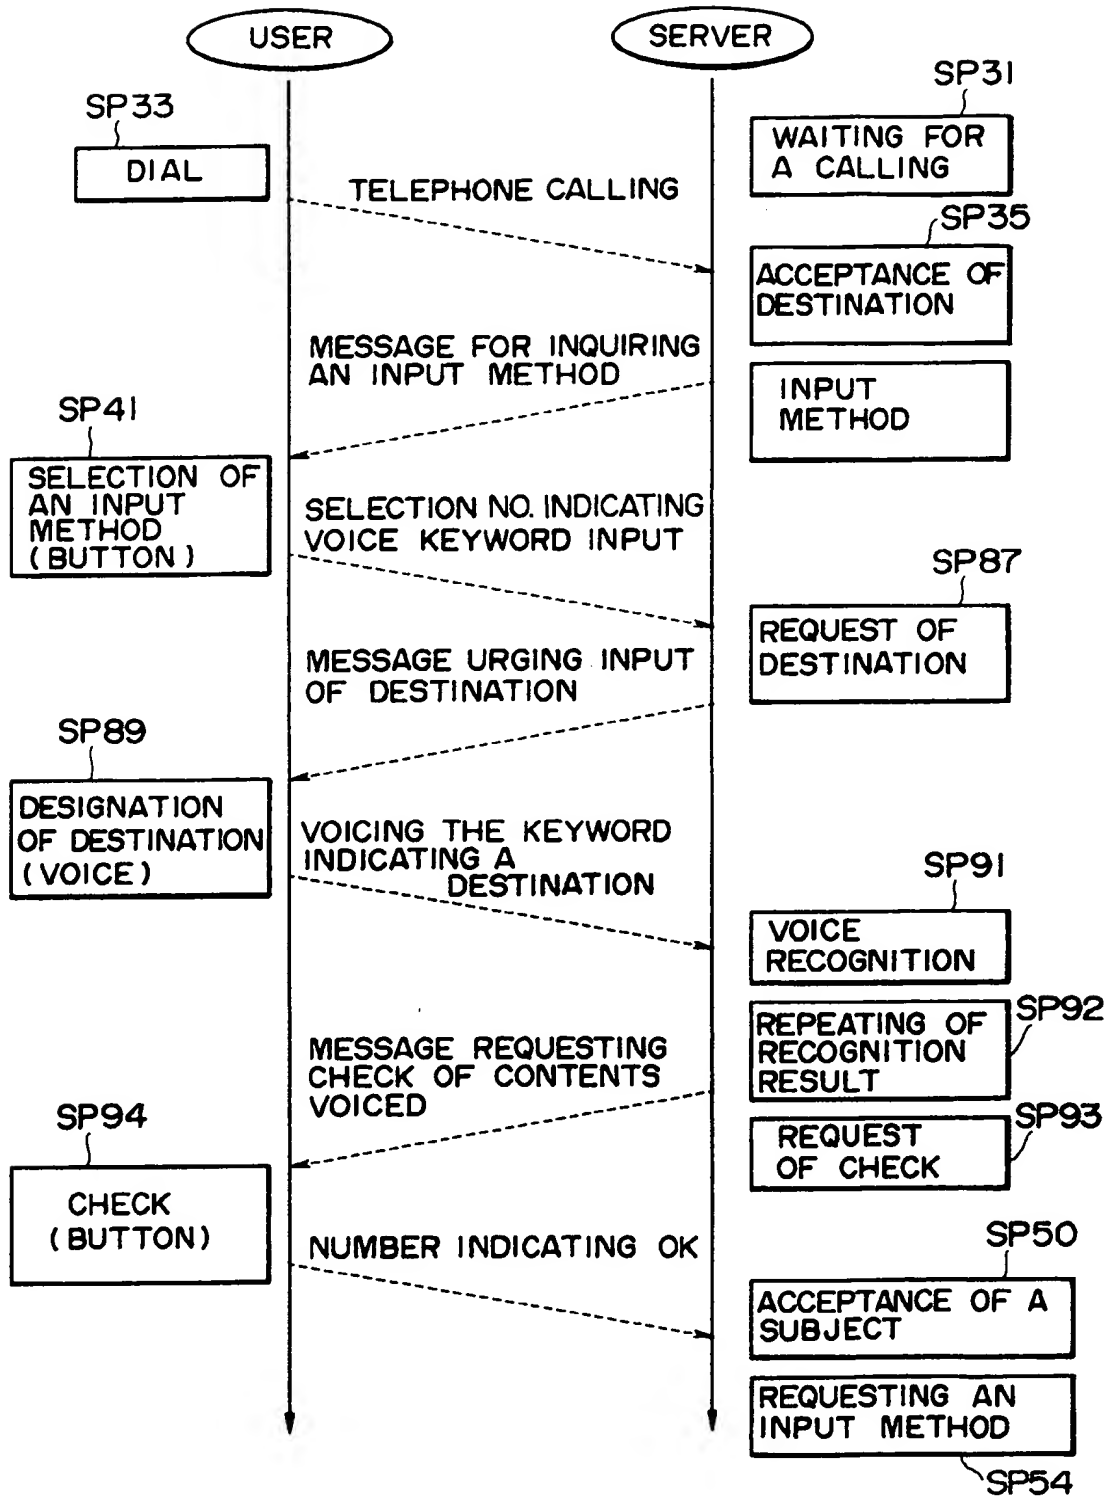 USER
SERVER
SP31
SP33
WAITING FOR
A CALLING
DIAL
TELEPHONE CALLING
SP35
ACCEPTANCE OF
DESTINATION
MESSAGE FOR INQUIRING
AN INPUT METHOD
INPUT
METHOD
SP41
SELECTION OF
AN INPUT
METHOD
(BUTTON)
SELECTION NO. INDICATING
VOICE KEYWORD INPUT
SP87
REQUEST OF
DESTINATION
MESSAGE URGING INPUT
OF DESTINATION
SP89
DESIGNATION
OF DESTINATION
(VOICE)
VOICING THE KEYWORD
INDICATING A
DESTINATION
SP91
VOICE
RECOGNITION
SP92
REPEATING OF
RECOGNITION
RESULT
MESSAGE REQUESTING
CHECK OF CONTENTS
VOICED
SP93
REQUEST
OF CHECK
SP94
CHECK
(BUTTON)
NUMBER INDICATING OK
SP50
ACCEPTANCE OF A
SUBJECT
REQUESTING AN
INPUT METHOD
SP54